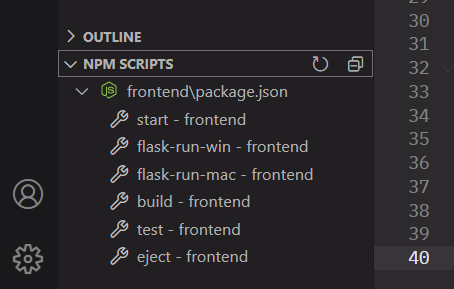 OUTLINE
NPM SCRIPTS
frontend\package.json
start - frontend
flask-run-win - frontend
flask-run-mac - frontend
build - frontend
test - frontend
eject - frontend
30
31
32
33
34
35
36
37
38
39
40